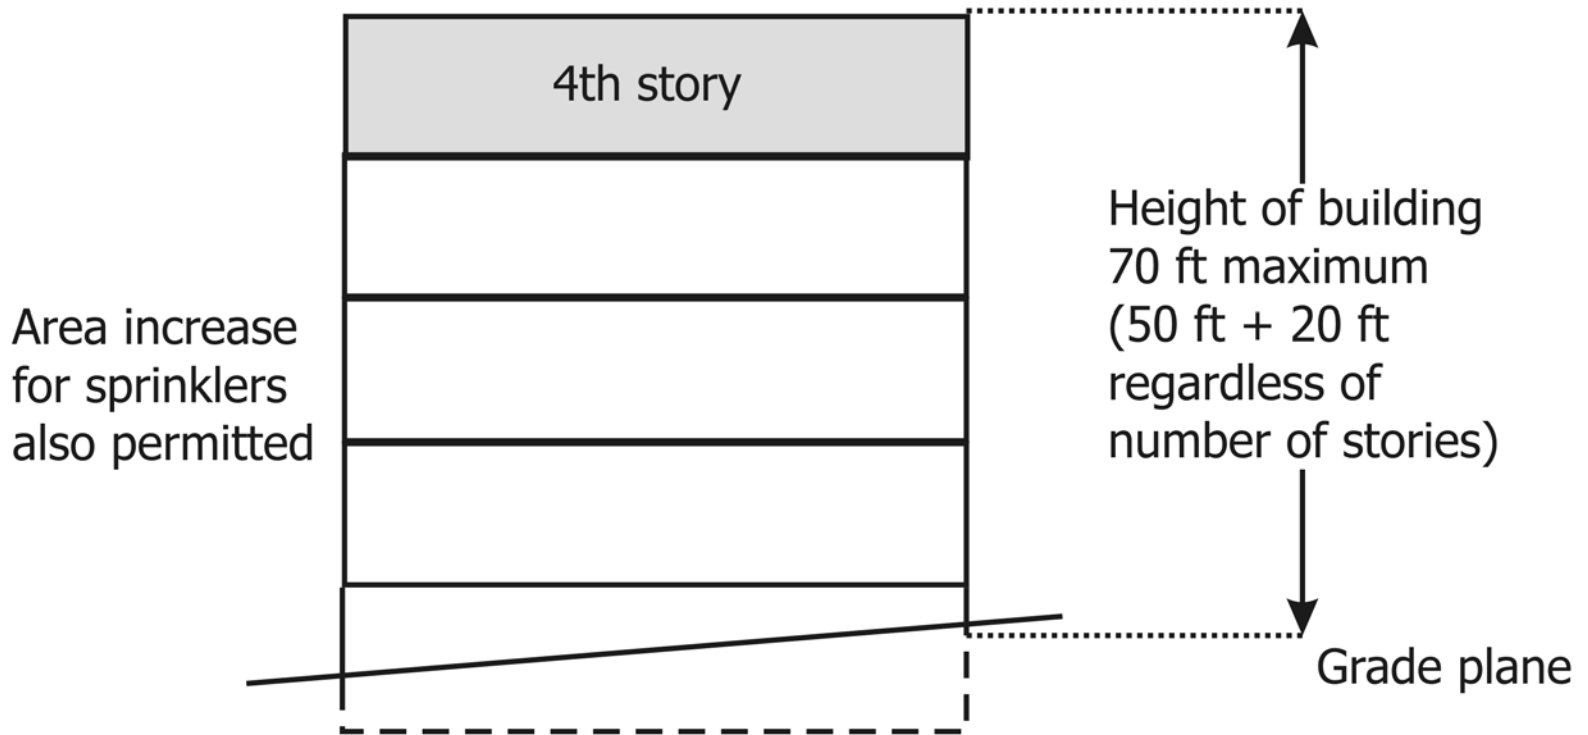 4th story
Area increase
for sprinklers
also permitted
Height of building
70 ft maximum
(50 ft + 20 ft
regardless of
number of stories)
Grade plane